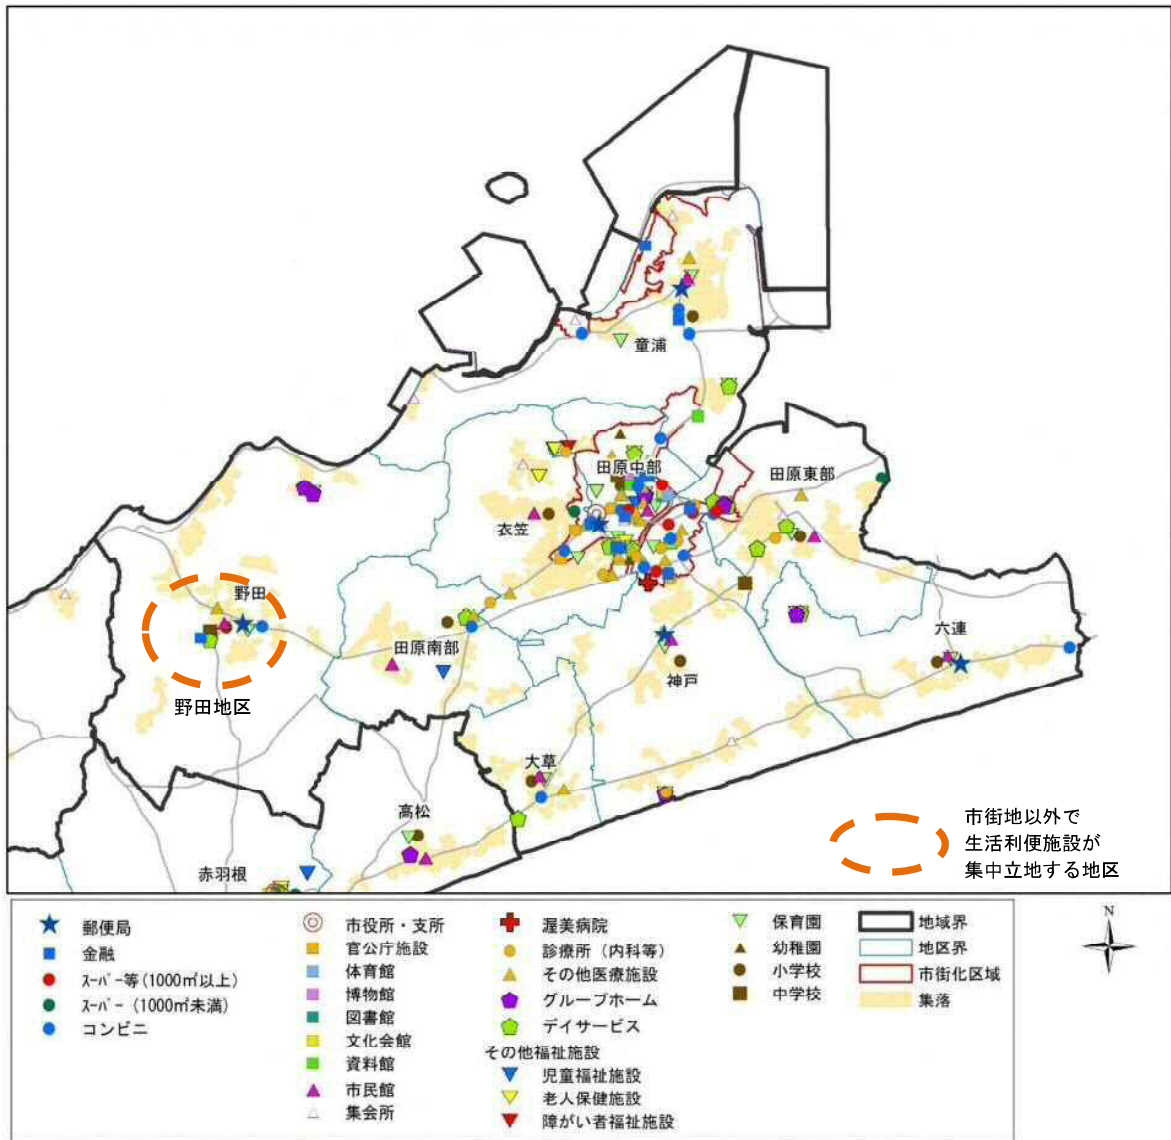 童浦
田原中部
田原東部
衣笠
野田
田原南部
六連
神戸
野田地区
大草
高松
赤羽根
市街地以外で
生活利便施設が
集中立地する地区
郵便局
金融
ｽｰﾊﾟｰ等(1000㎡以上)
ｽｰﾊﾟｰ（1000㎡未満）
コンビニ
市役所・支所
官公庁施設
体育館
博物館
図書館
文化会館
資料館
市民館
集会所
渥美病院
診療所（内科等）
その他医療施設
グループホーム
デイサービス
その他福祉施設
児童福祉施設
老人保健施設
障がい者福祉施設
保育園
幼稚園
小学校
中学校
地域界
地区界
市街化区域
集落
N